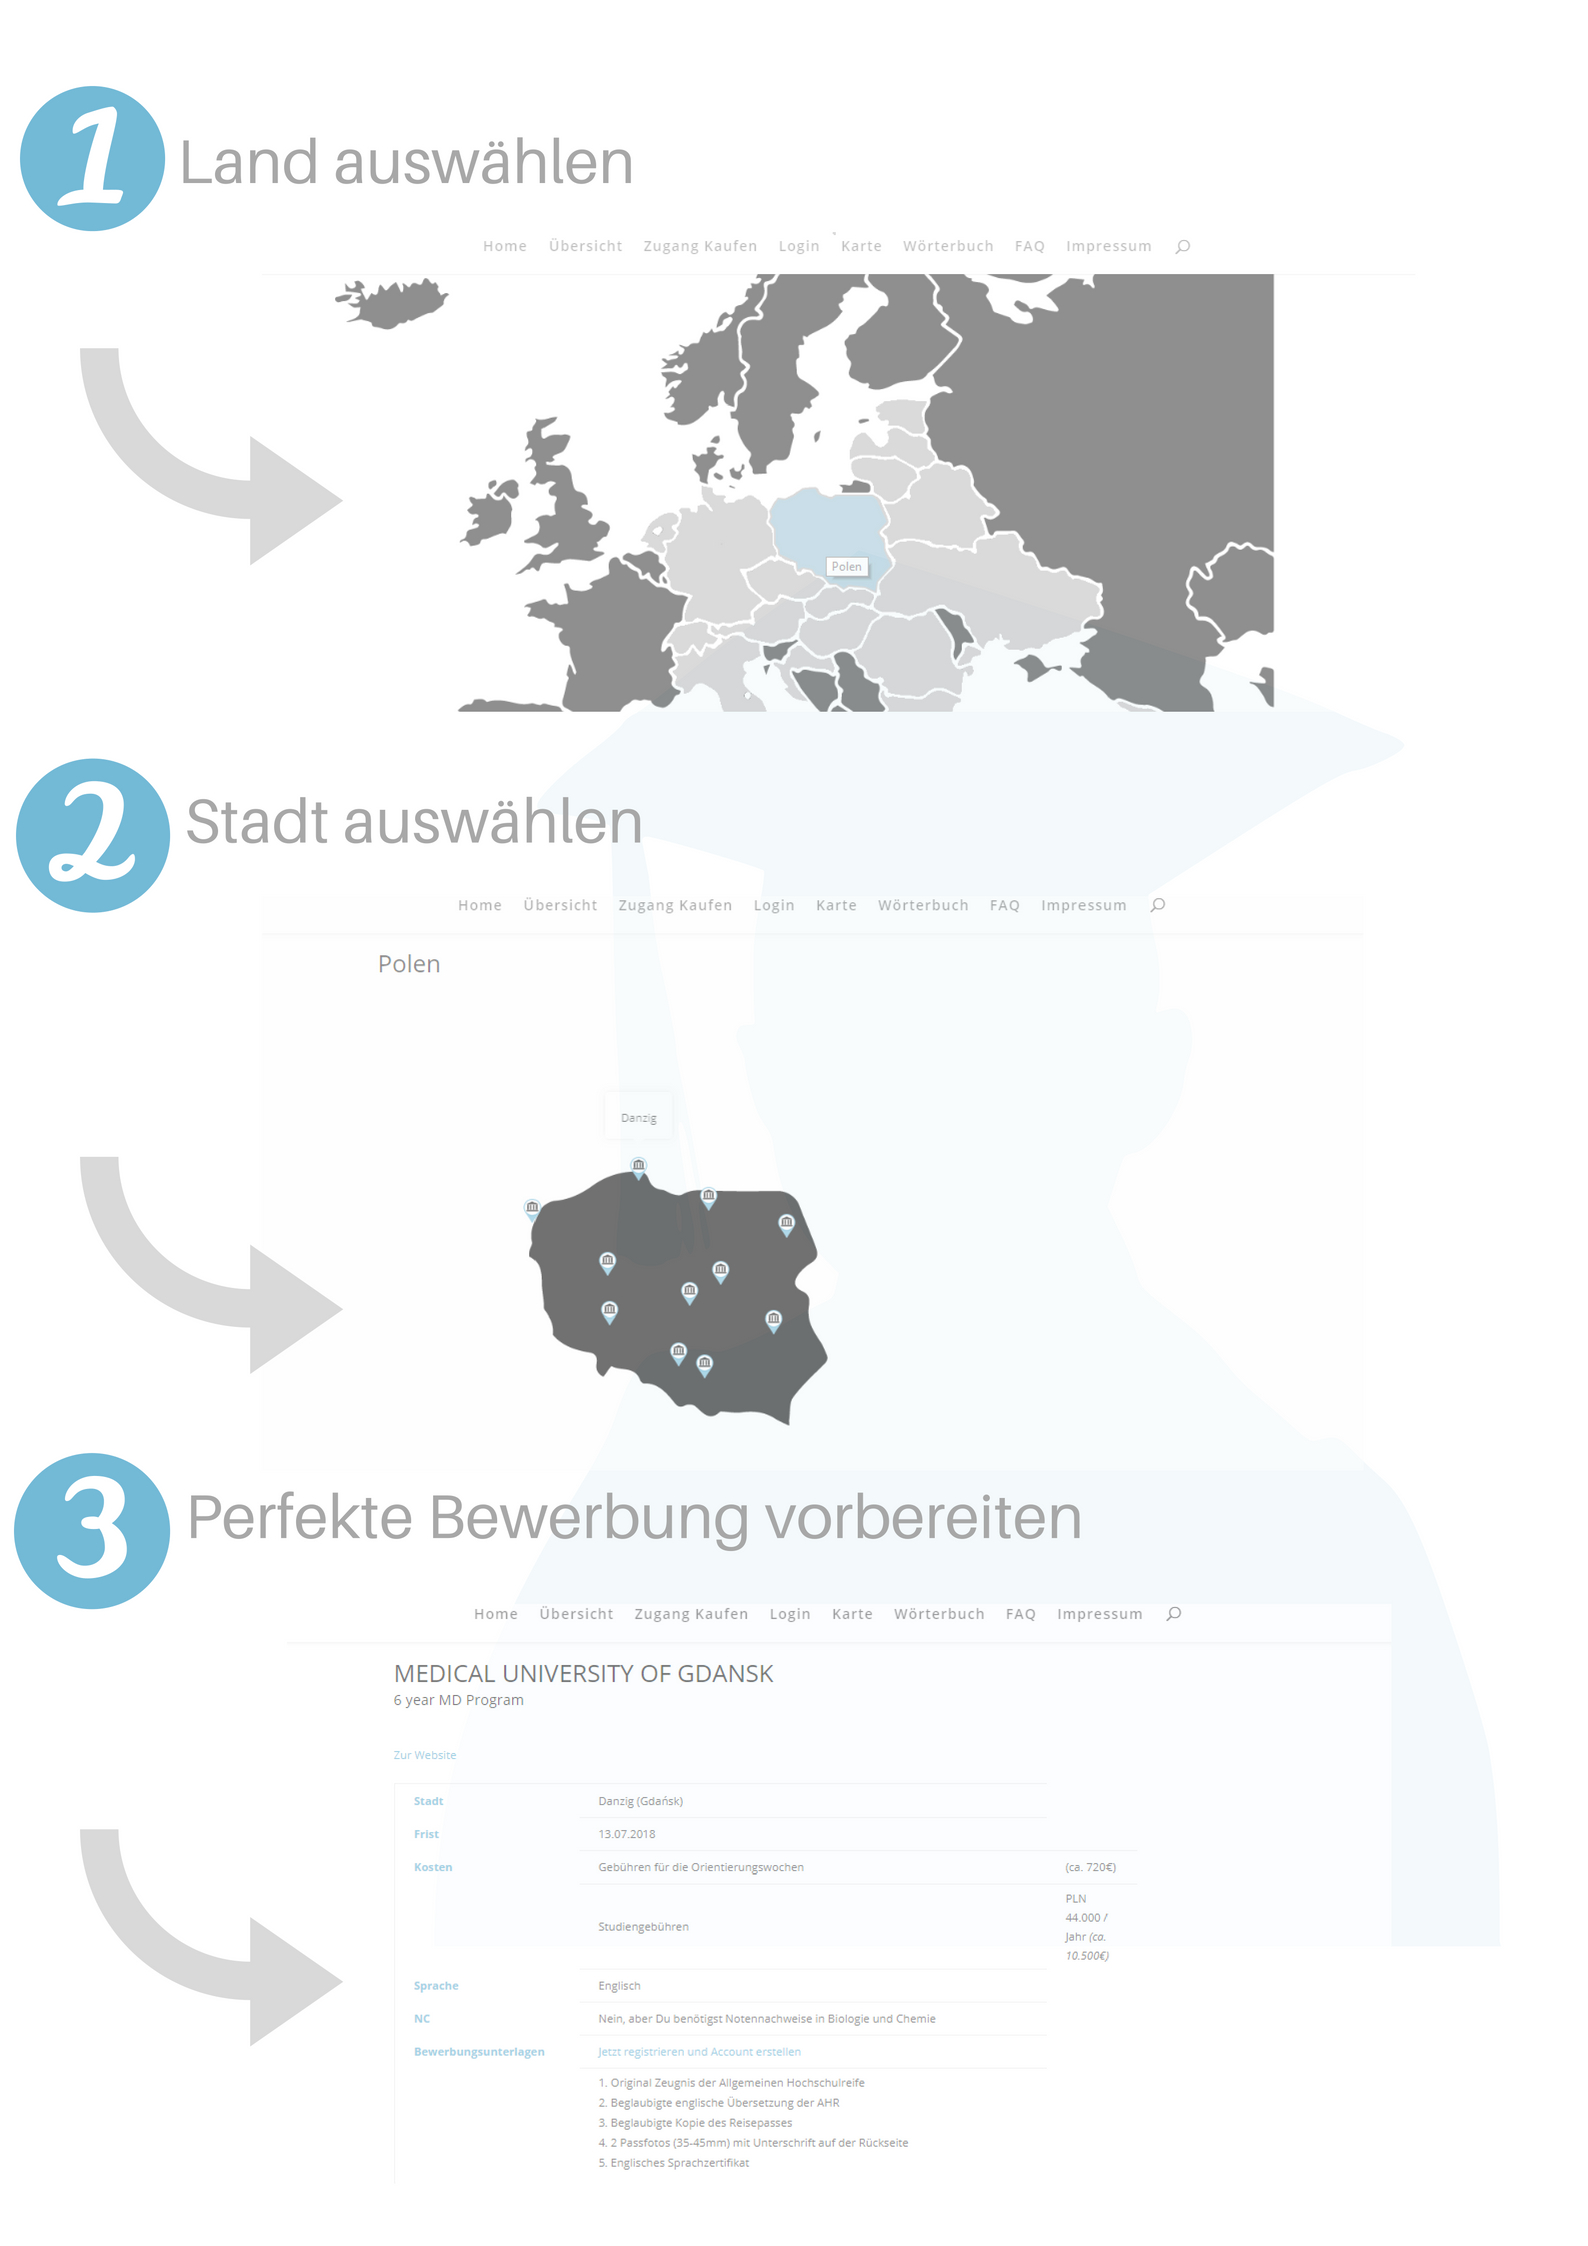 1
Land auswählen
Home Übersicht Zugang Kaufen Login Karte Wörterbuch FAQ Impressum
Polen
2
Stadt auswählen
Home Übersicht Zugang Kaufen Login Karte Wörterbuch FAQ Impressum
Polen
Danzig
3
Perfekte Bewerbung vorbereiten
Home Übersicht Zugang Kaufen Login Karte Wörterbuch FAQ Impressum
MEDICAL UNIVERSITY OF GDANSK
6 year MD Program
Zur Website
Stadt Danzig (Gdańsk)
Frist 13.07.2018
Kosten Gebühren für die Orientierungswochen (ca. 720€)
Studiengebühren
PLN
44.000 /
Jahr (ca.
10.500€)
Sprache Englisch
NC Nein, aber Du benötigst Notennachweise in Biologie und Chemie
Bewerbungsunterlagen Jetzt registrieren und Account erstellen
1. Original Zeugnis der Allgemeinen Hochschulreife
2. Beglaubigte englische Übersetzung der AHR
3. Beglaubigte Kopie des Reisepasses
4. 2 Passfotos (35-45mm) mit Unterschrift auf der Rückseite
5. Englisches Sprachzertifikat